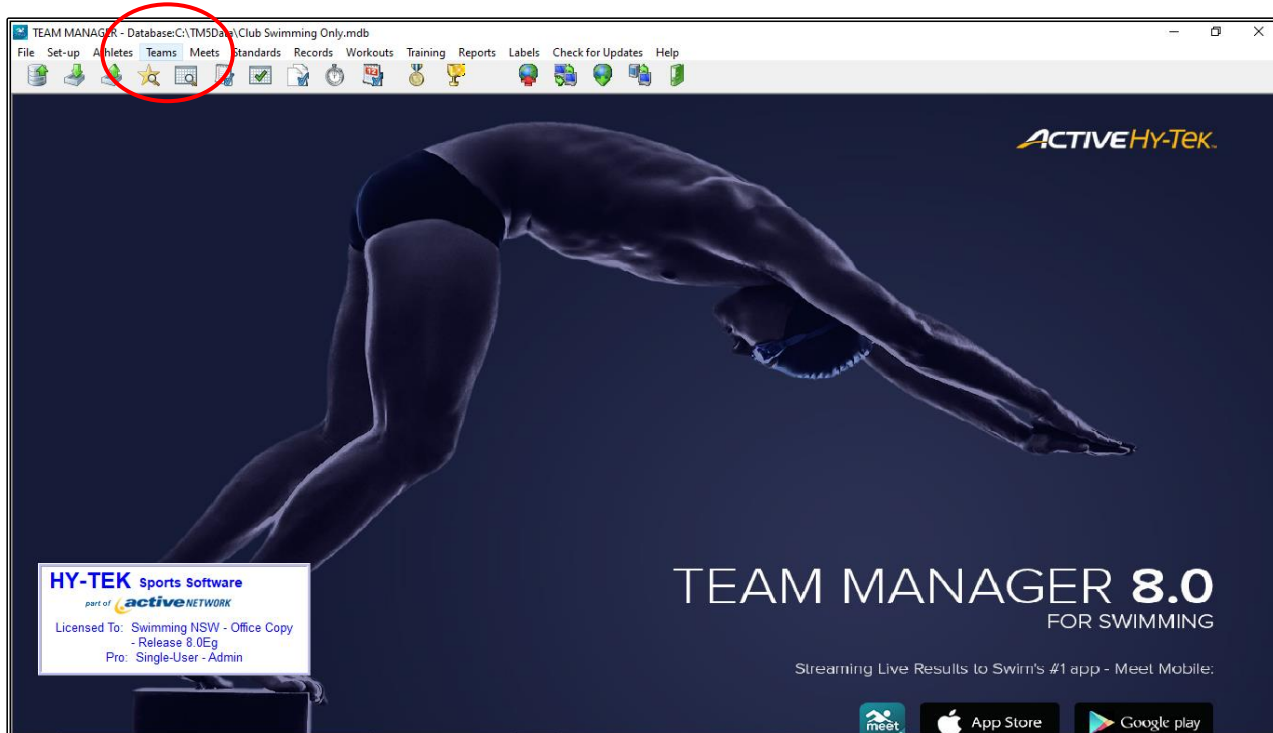 TEAM MANAGER - Database:C:\TM5Data\Club Swimming Only.mdb
File Set-up Athletes Teams Meets Standards Records Workouts Training Reports Labels Check for Updates Help
ACTIVE HY-TEK
HY-TEK Sports Software
part of active NETWORK
Licensed To: Swimming NSW - Office Copy
- Release 8.0Eg
Pro: Single-User - Admin
TEAM MANAGER 8.0
FOR SWIMMING
Streaming Live Results to Swim's #1 app - Meet Mobile:
meet
App Store
Google play